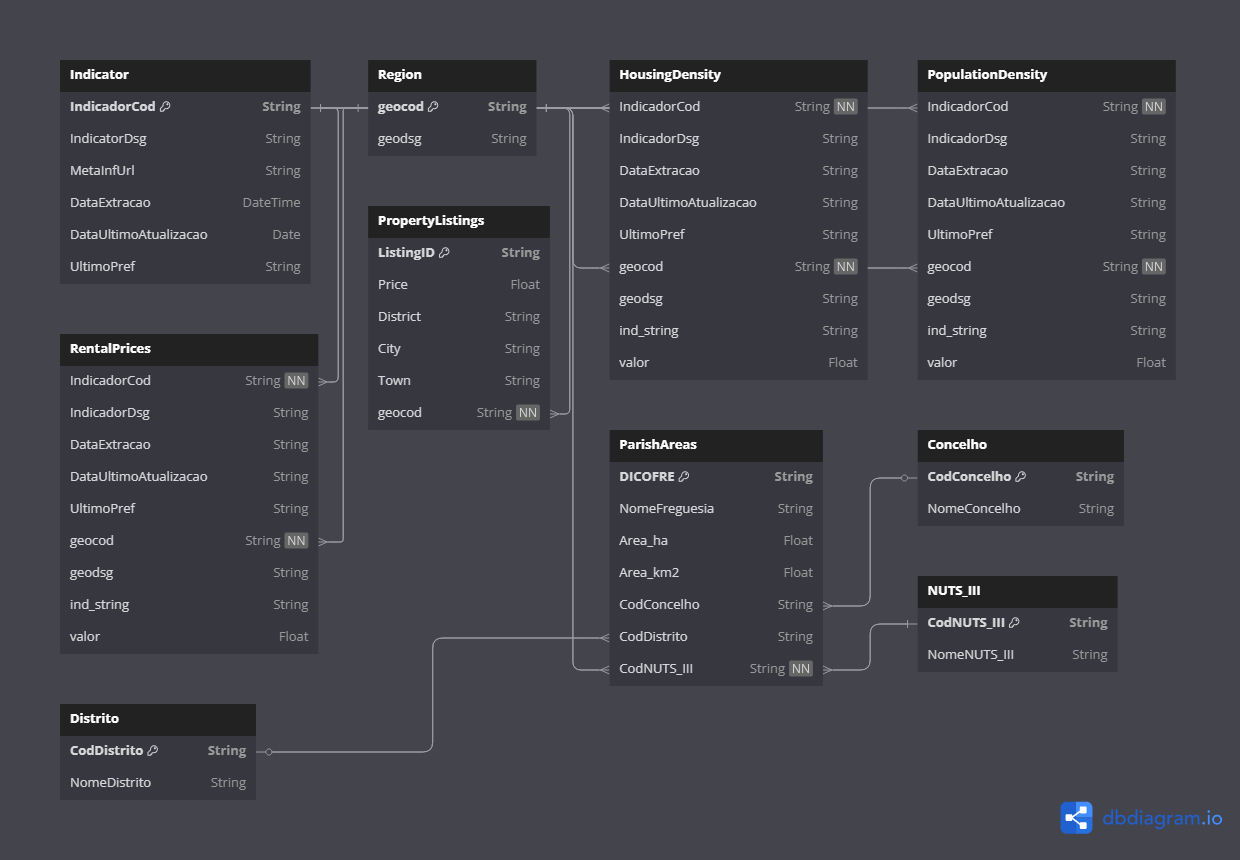 Indicator
IndicadorCod String
IndicatorDsg String
MetaInfUrl String
DataExtracao DateTime
DataUltimoAtualizacao Date
UltimoPref String
Region
geocod String
geodsg String
HousingDensity
IndicadorCod String NN
IndicadorDsg String
DataExtracao String
DataUltimoAtualizacao String
UltimoPref String
geocod String NN
geodsg String
ind_string String
valor Float
PopulationDensity
IndicadorCod String NN
IndicadorDsg String
DataExtracao String
DataUltimoAtualizacao String
UltimoPref String
geocod String NN
geodsg String
ind_string String
valor Float
PropertyListings
ListingID String
Price Float
District String
City String
Town String
geocod String NN
RentalPrices
IndicadorCod String NN
IndicadorDsg String
DataExtracao String
DataUltimoAtualizacao String
UltimoPref String
geocod String NN
geodsg String
ind_string String
valor Float
ParishAreas
DICOFRE String
NomeFreguesia String
Area_ha Float
Area_km2 Float
CodConcelho String
CodDistrito String
CodNUTS_III String NN
Concelho
CodConcelho String
NomeConcelho String
NUTS_III
CodNUTS_III String
NomeNUTS_III String
Distrito
CodDistrito String
NomeDistrito String
dbdiagram.io